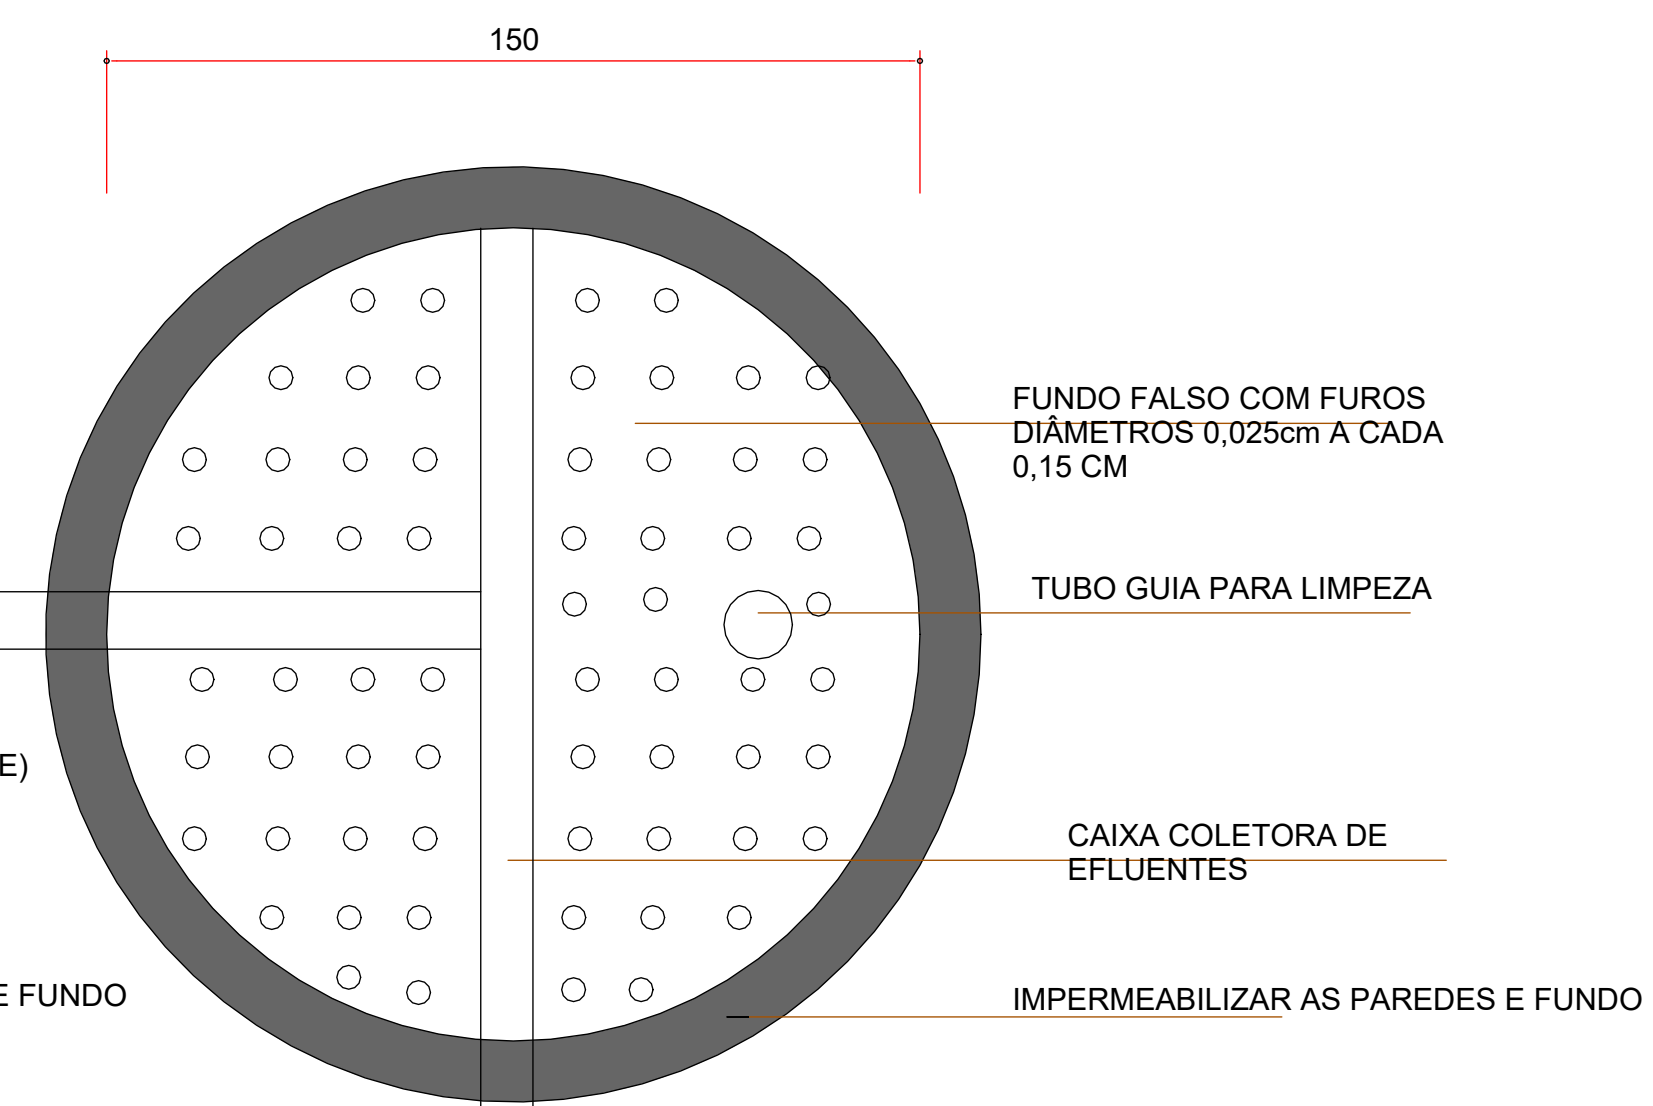 150
FUNDO FALSO COM FUROS
DIÂMETROS 0,025cm A CADA
0,15 CM
TUBO GUIA PARA LIMPEZA
E)
CAIXA COLETORA DE
EFLUENTES
E FUNDO
IMPERMEABILIZAR AS PAREDES E FUNDO